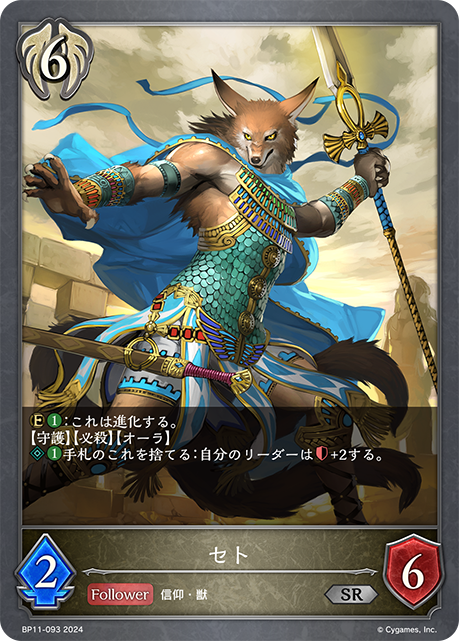 6
E 1:これは進化する。
【守護】【必殺】【オーラ】
1手札のこれを捨てる:自分のリーダーは+2する。
セト
2
Follower 信仰・獣
SR
6
BP11-093 2024
© Cygames, Inc.